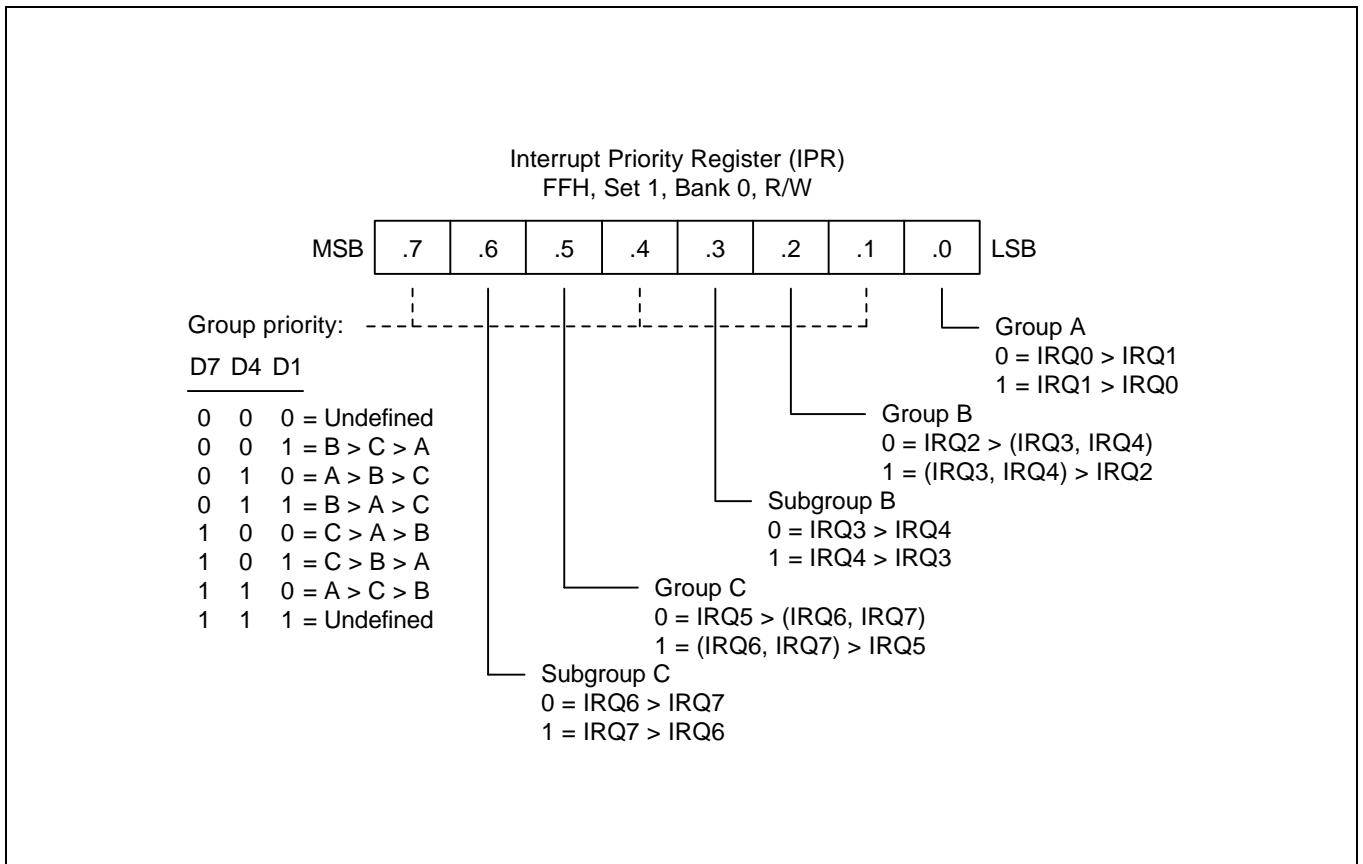 Interrupt Priority Register (IPR)
FFH, Set 1, Bank 0, R/W
MSB .7 .6 .5 .4 .3 .2 .1 .0 LSB
Group priority:
D7 D4 D1
0 0 0 = Undefined
0 0 1 = B > C > A
0 1 0 = A > B > C
0 1 1 = B > A > C
1 0 0 = C > A > B
1 0 1 = C > B > A
1 1 0 = A > C > B
1 1 1 = Undefined
Group A
0 = IRQ0 > IRQ1
1 = IRQ1 > IRQ0
Group B
0 = IRQ2 > (IRQ3, IRQ4)
1 = (IRQ3, IRQ4) > IRQ2
Subgroup B
0 = IRQ3 > IRQ4
1 = IRQ4 > IRQ3
Group C
0 = IRQ5 > (IRQ6, IRQ7)
1 = (IRQ6, IRQ7) > IRQ5
Subgroup C
0 = IRQ6 > IRQ7
1 = IRQ7 > IRQ6